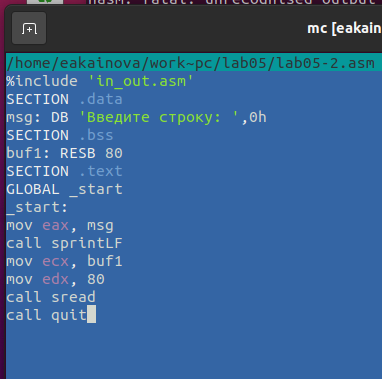 nasm: fatal: unrecognised output
mc [eakain
/home/eakainova/work-pc/lab05/lab05-2.asm
%include 'in_out.asm'
SECTION .data
msg: DB 'Введите строку: ',0h
SECTION .bss
buf1: RESB 80
SECTION .text
GLOBAL _start
_start:
mov eax, msg
call sprintLF
mov ecx, buf1
mov edx, 80
call sread
call quit